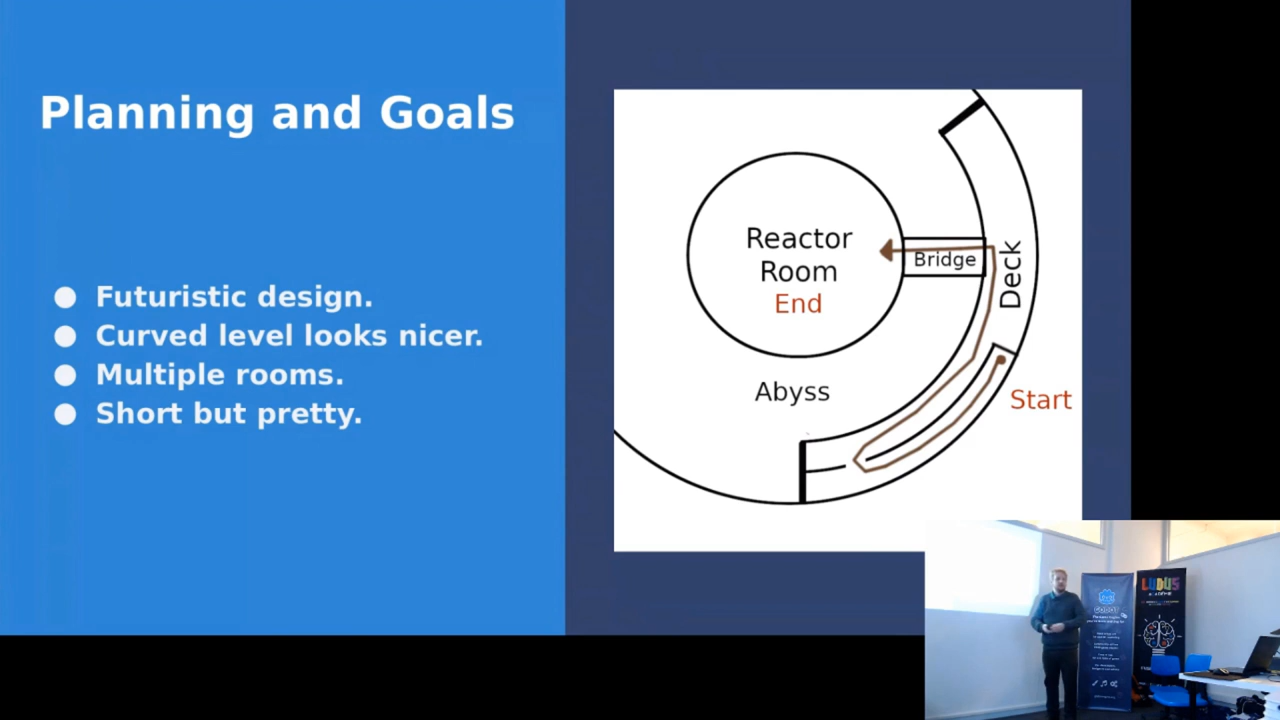 Planning and Goals
● Futuristic design.
● Curved level looks nicer.
● Multiple rooms.
● Short but pretty.
Reactor
Room
End
Bridge
Deck
Abyss
Start
GODOT
LUDUS